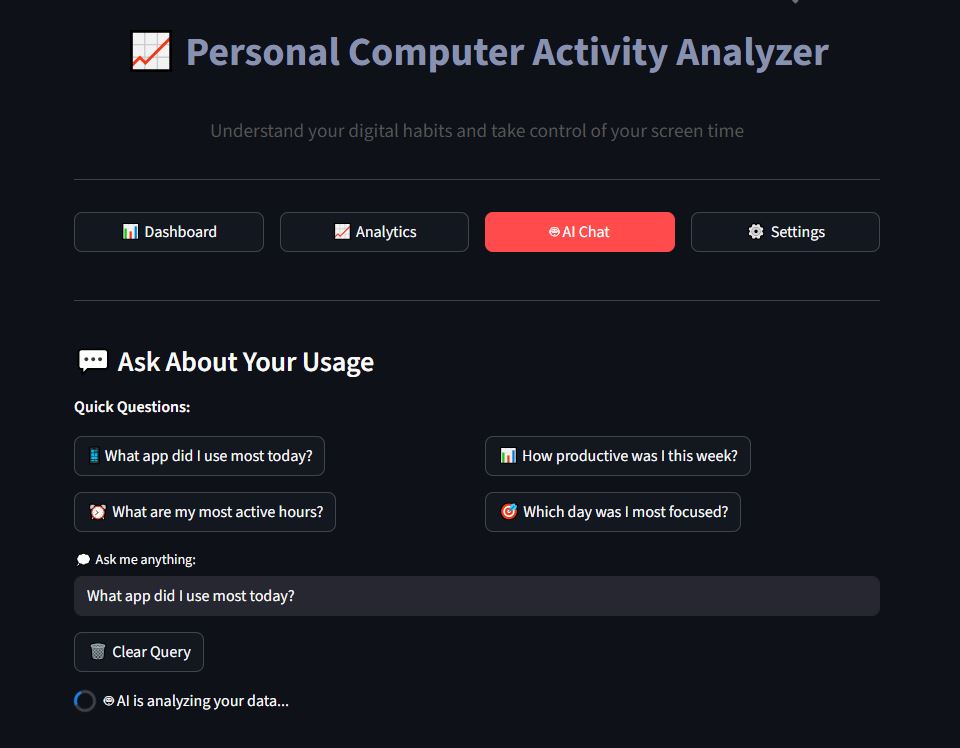 Personal Computer Activity Analyzer
Understand your digital habits and take control of your screen time
Dashboard
Analytics
AI Chat
Settings
Ask About Your Usage
Quick Questions:
What app did I use most today?
How productive was I this week?
What are my most active hours?
Which day was I most focused?
Ask me anything:
What app did I use most today?
Clear Query
AI is analyzing your data...